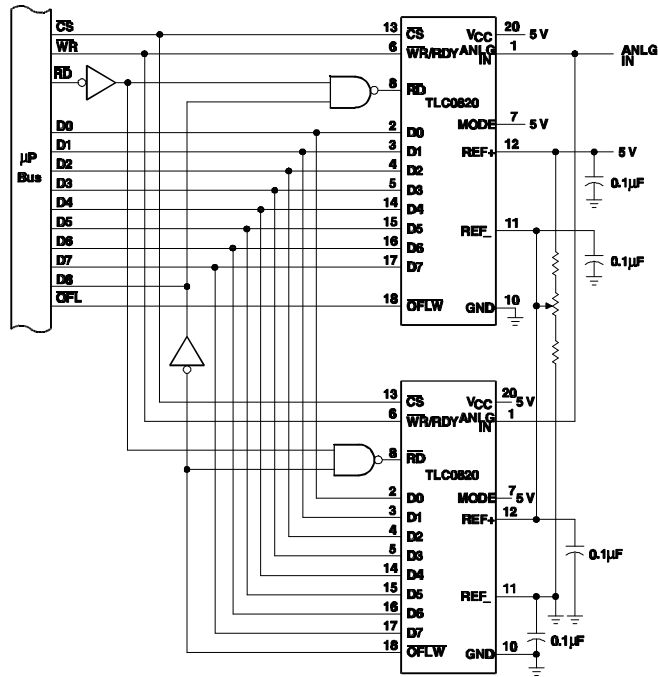 CS 13 CS VCC 20 5 V
WR 6 WR/RDY ANLG IN 1 ANLG IN
RD 8 RD
TLC0820
MODE 7 5 V
D0 2 D0
D1 3 D1 REF+ 12 5 V
D2 4 D2
μP Bus
D3 5 D3 0.1μF
D4 14 D4
D5 15 D5 REF_ 11
D6 16 D6
D7 17 D7 0.1μF
D8
OFL 18 OFLW GND 10
13 CS VCC 20 5 V
6 WR/RDY ANLG IN 1
8 RD
TLC0820
2 D0 MODE 7 5 V
3 D1 REF+ 12
4 D2
5 D3 0.1μF
14 D4
15 D5 REF_ 11
16 D6
17 D7 0.1μF
18 OFLW GND 10